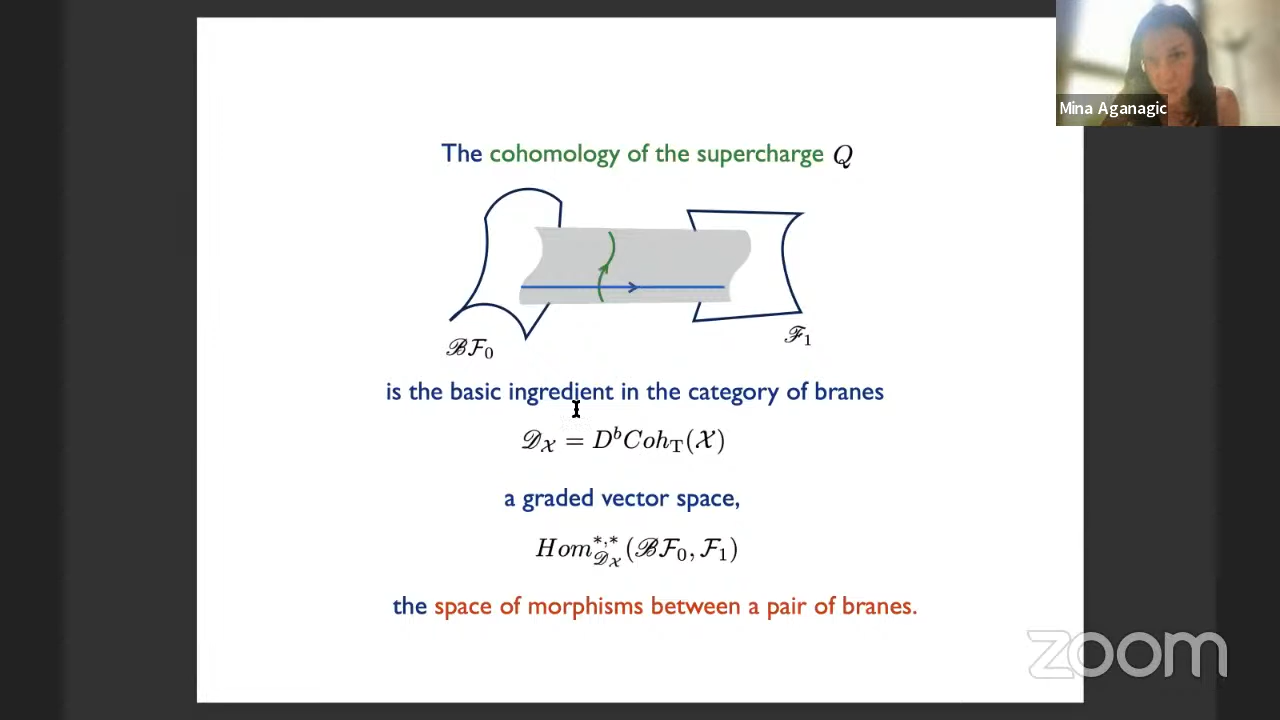 Mina Aganagic
The cohomology of the supercharge Q
ℬℱ₀
ℱ₁
is the basic ingredient in the category of branes
𝒟_𝒳 = D^bCoh_T(𝒳)
a graded vector space,
Hom^{*,*}_{𝒟_𝒳}(ℬℱ₀, ℱ₁)
the space of morphisms between a pair of branes.
zoom